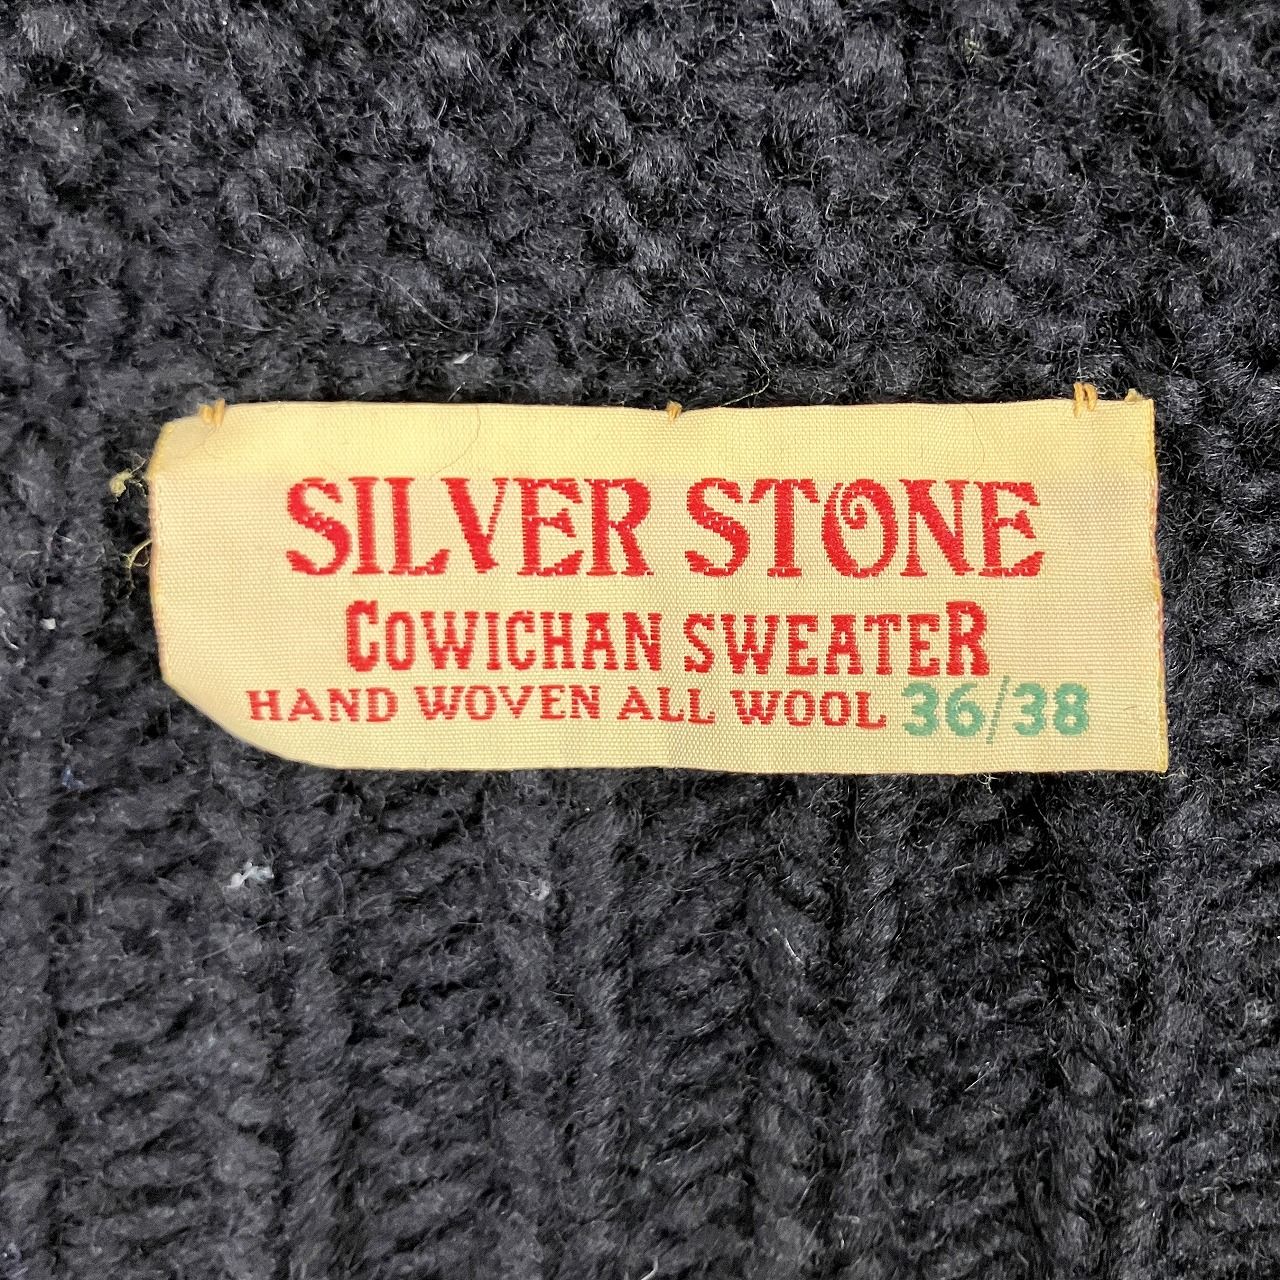 SILVER STONE
COWICHAN SWEATER
HAND WOVEN ALL WOOL 36/38